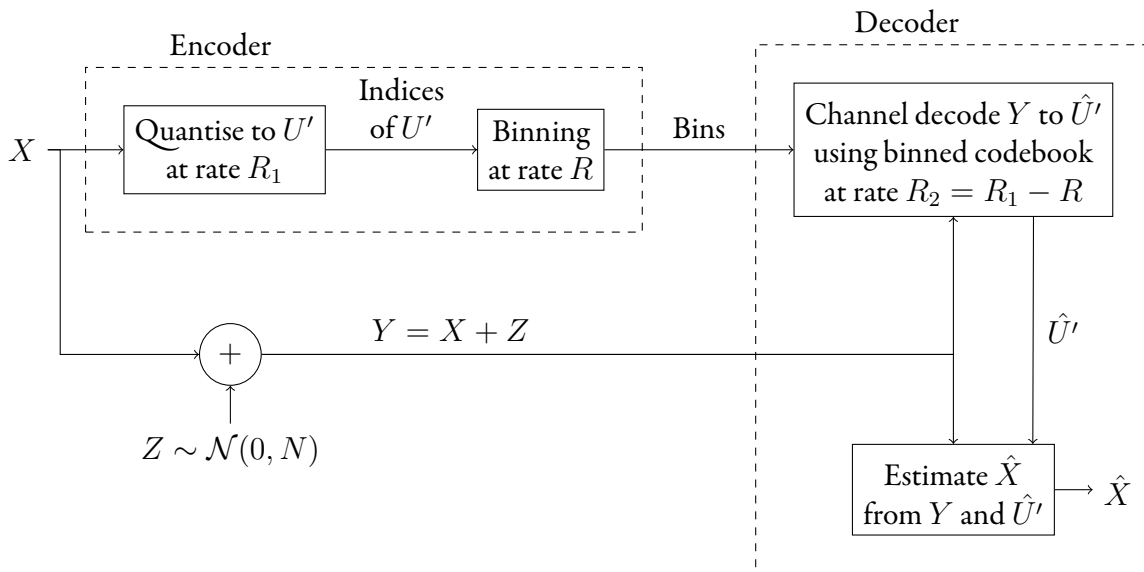 Decoder
Encoder
Indices
of U′
Quantise to U′
at rate R₁
Binning
at rate R
Bins
Channel decode Y to Û′
using binned codebook
at rate R₂ = R₁ − R
X
Y = X + Z
+
Z ∼ 𝒩(0, N)
Û′
Estimate X̂
from Y and Û′
X̂